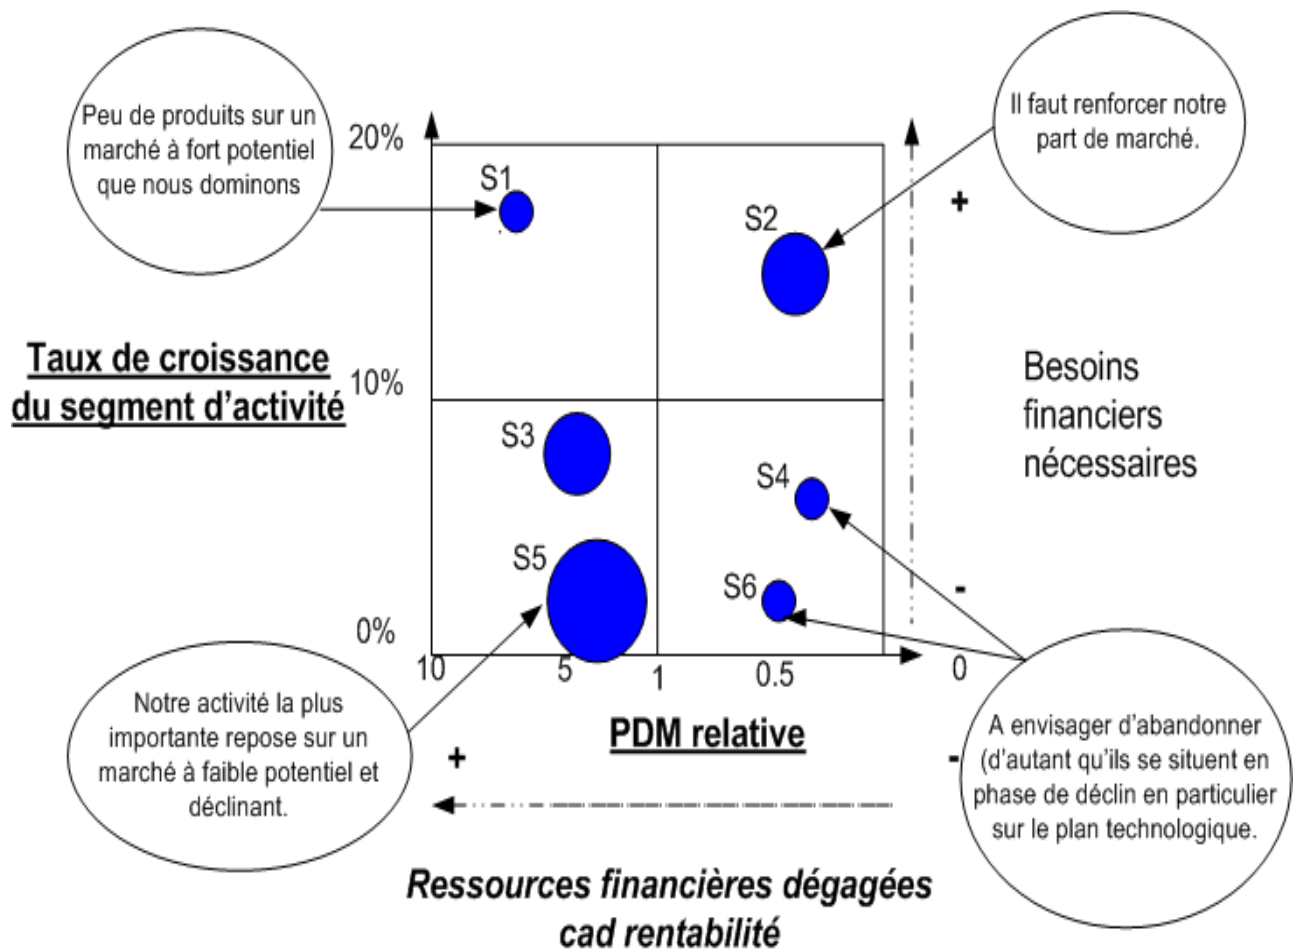 Peu de produits sur un
marché à fort potentiel
que nous dominons
Il faut renforcer notre
part de marché.
20%
S1
S2
+
Taux de croissance
du segment d'activité
10%
Besoins
financiers
nécessaires
S3
S4
S5
S6
-
0%
10
5
1
0.5
0
PDM relative
Notre activité la plus
importante repose sur un
marché à faible potentiel et
déclinant.
+
-
A envisager d'abandonner
(d'autant qu'ils se situent en
phase de déclin en particulier
sur le plan technologique.
Ressources financières dégagées
cad rentabilité